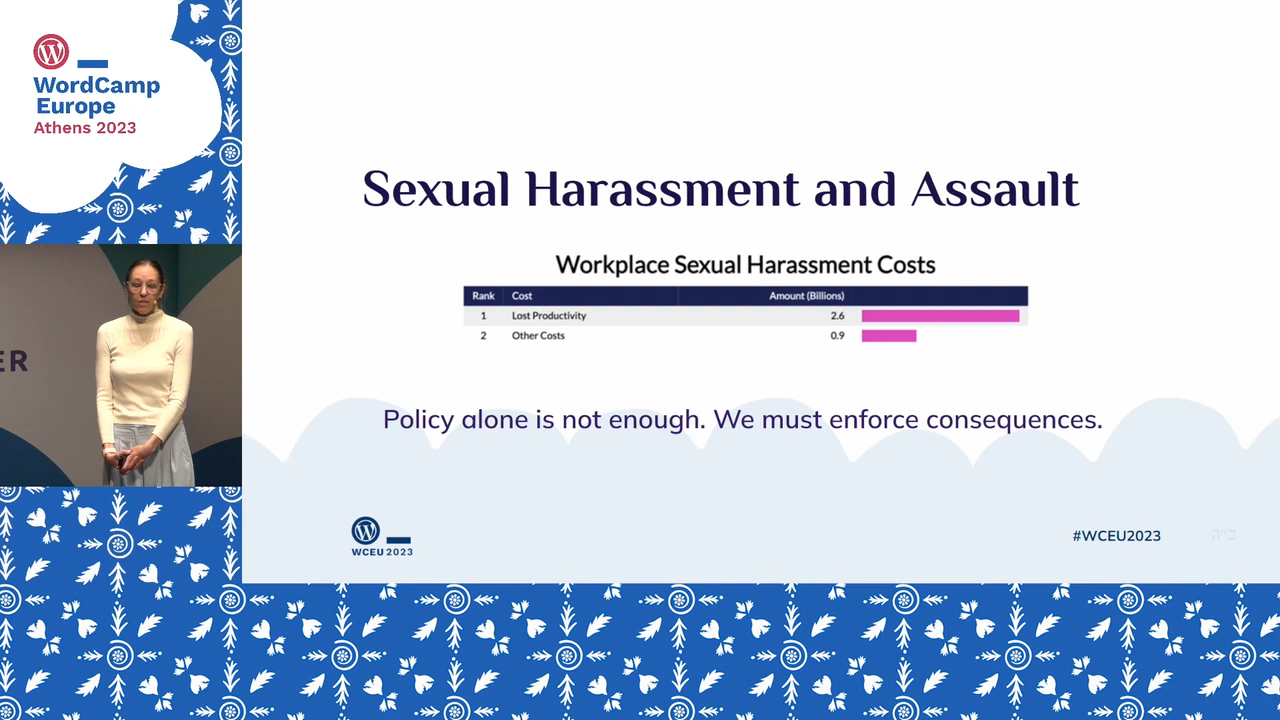 WordCamp
Europe
Athens 2023
ER
Sexual Harassment and Assault
Workplace Sexual Harassment Costs
Rank Cost Amount (Billions)
1 Lost Productivity 2.6
2 Other Costs 0.9
Policy alone is not enough. We must enforce consequences.
WCEU 2023
#WCEU2023
ב״ה